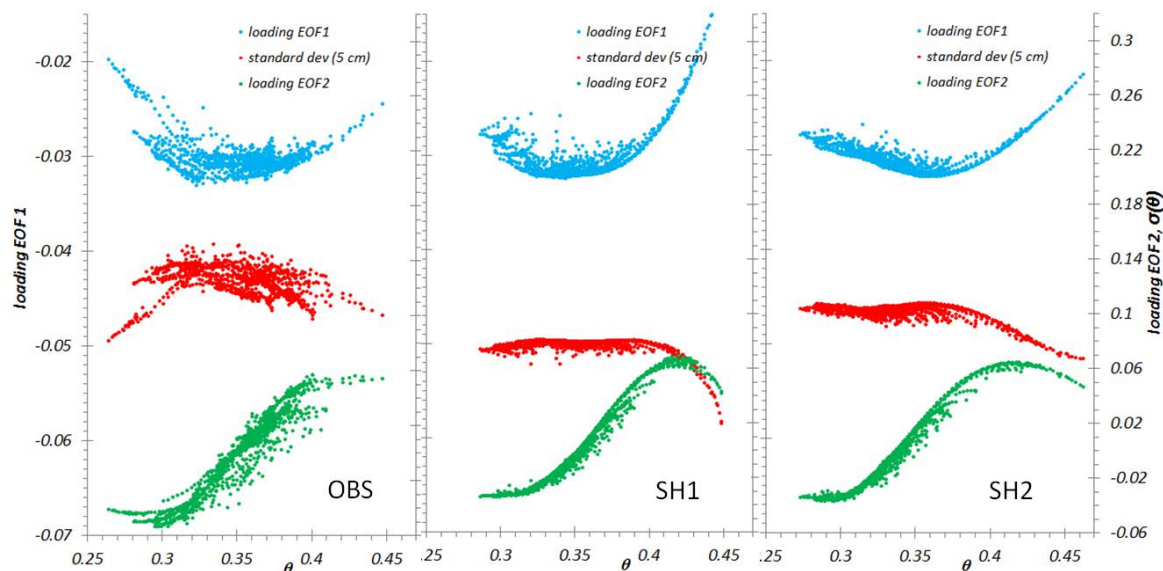 loading EOF1
standard dev (5 cm)
loading EOF2
loading EOF1
standard dev (5 cm)
loading EOF2
loading EOF1
standard dev (5 cm)
loading EOF2
-0.02
-0.03
-0.04
-0.05
-0.06
-0.07
loading EOF 1
0.3
0.26
0.22
0.18
0.14
0.1
0.06
0.02
-0.02
-0.06
loading EOF 2, σ(θ)
OBS
SH1
SH2
0.25 0.3 0.35 0.4 0.45
θ
0.3 0.35 0.4 0.45
θ
0.3 0.35 0.4 0.45
θ